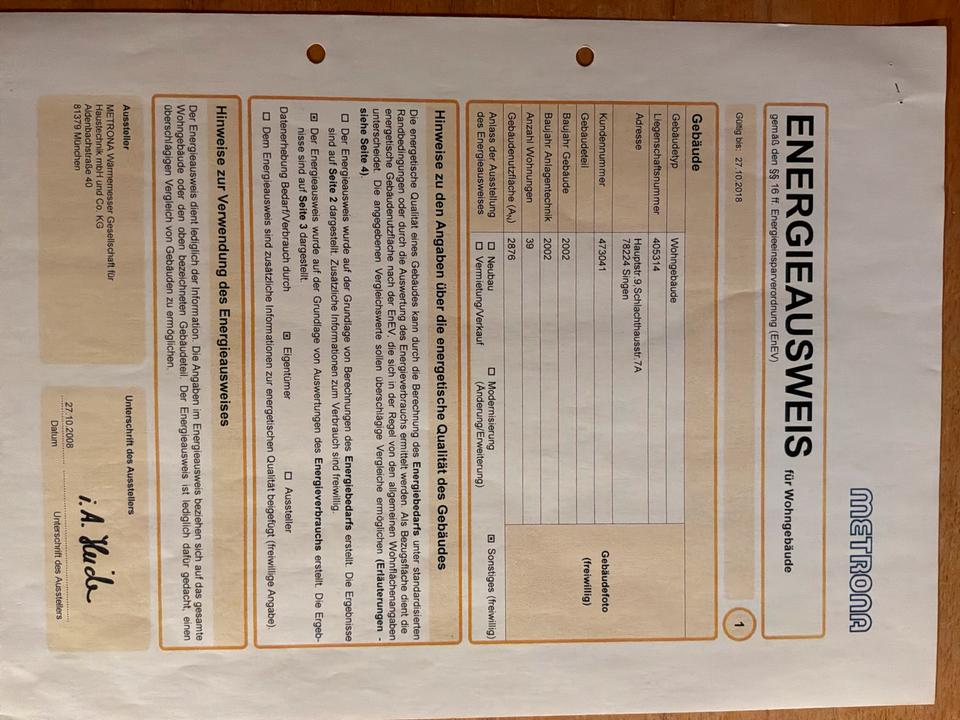 METRONA
ENERGIEAUSWEIS für Wohngebäude
gemäß den §§ 16 ff. Energieeinsparverordnung (EnEV)
Gültig bis: 27.10.2018
1
Gebäude
Gebäudetyp Wohngebäude
Liegenschaftsnummer 405314
Adresse Hauptstr.9,Schlachthausstr.7A
78224 Singen
Kundennummer 473041
Gebäudeteil
Baujahr Gebäude 2002
Baujahr Anlagentechnik 2002
Anzahl Wohnungen 39
Gebäudenutzfläche (AN) 2876
Gebäudefoto
(freiwillig)
Anlass der Ausstellung ☐ Neubau ☐ Modernisierung ☒ Sonstiges (freiwillig)
des Energieausweises ☐ Vermietung/Verkauf (Änderung/Erweiterung)
Hinweise zu den Angaben über die energetische Qualität des Gebäudes
Die energetische Qualität eines Gebäudes kann durch die Berechnung des Energiebedarfs unter standardisierten
Randbedingungen oder durch die Auswertung des Energieverbrauchs ermittelt werden. Als Bezugsfläche dient die
energetische Gebäudenutzfläche nach der EnEV, die sich in der Regel von den allgemeinen Wohnflächenangaben
unterscheidet. Die angegebenen Vergleichswerte sollen überschlägige Vergleiche ermöglichen (Erläuterungen -
siehe Seite 4).
☐ Der Energieausweis wurde auf der Grundlage von Berechnungen des Energiebedarfs erstellt. Die Ergebnisse
sind auf Seite 2 dargestellt. Zusätzliche Informationen zum Verbrauch sind freiwillig.
☒ Der Energieausweis wurde auf der Grundlage von Auswertungen des Energieverbrauchs erstellt. Die Ergeb-
nisse sind auf Seite 3 dargestellt.
Datenerhebung Bedarf/Verbrauch durch ☒ Eigentümer ☐ Aussteller
☐ Dem Energieausweis sind zusätzliche Informationen zur energetischen Qualität beigefügt (freiwillige Angabe).
Hinweise zur Verwendung des Energieausweises
Der Energieausweis dient lediglich der Information. Die Angaben im Energieausweis beziehen sich auf das gesamte
Wohngebäude oder den oben bezeichneten Gebäudeteil. Der Energieausweis ist lediglich dafür gedacht, einen
überschlägigen Vergleich von Gebäuden zu ermöglichen.
Aussteller
METRONA Wärmemesser Gesellschaft für
Haustechnik mbH und Co. KG
Aidenbachstraße 40
81379 München
Unterschrift des Ausstellers
i. A.
27.10.2008
Datum Unterschrift des Ausstellers